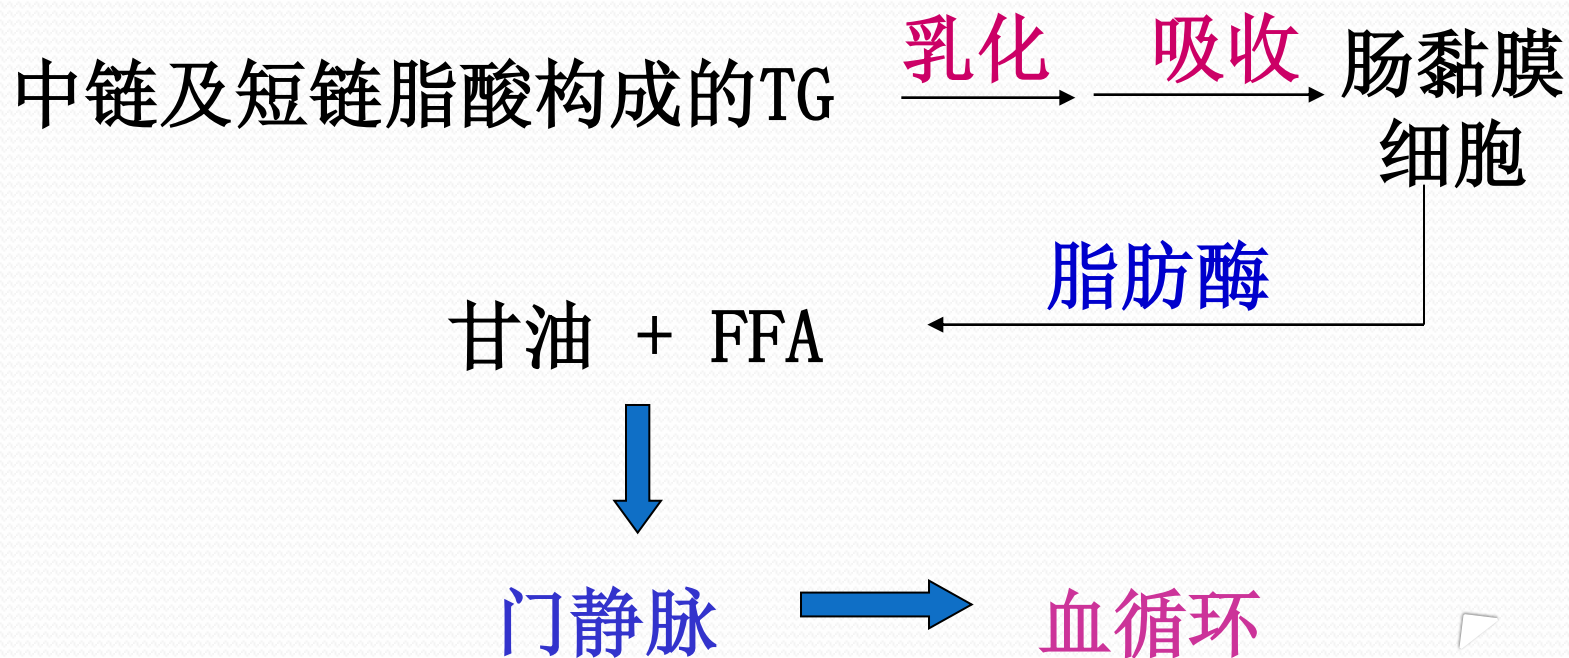 乳化 吸收
中链及短链脂酸构成的TG
肠黏膜
细胞
脂肪酶
甘油 + FFA
门静脉
血循环